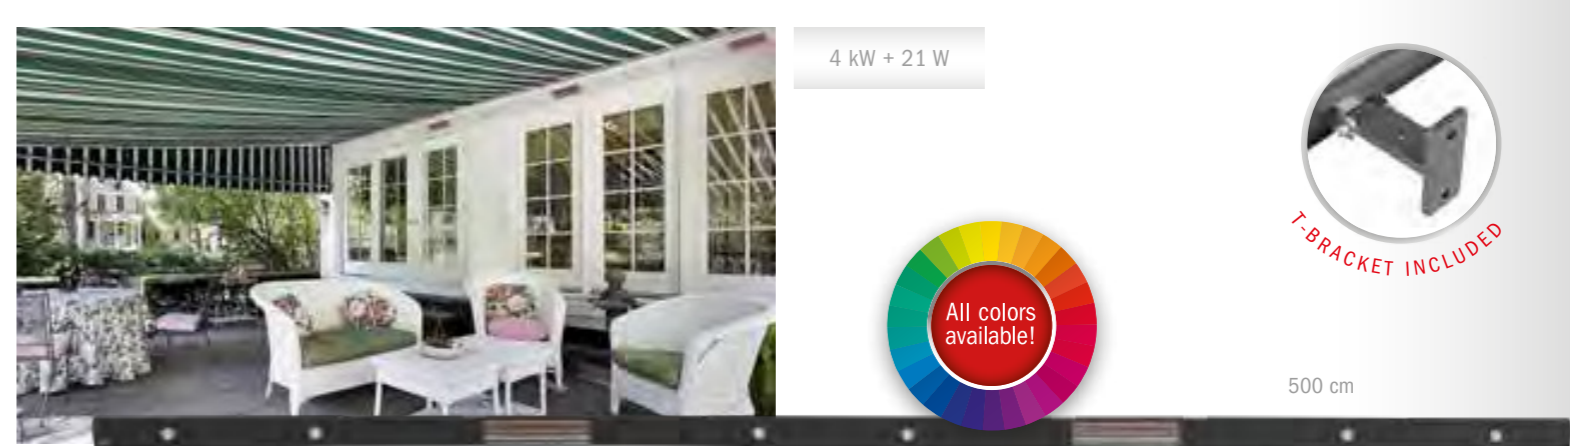 4 kW + 21 W
T-BRACKET INCLUDED
All colors
available!
500 cm